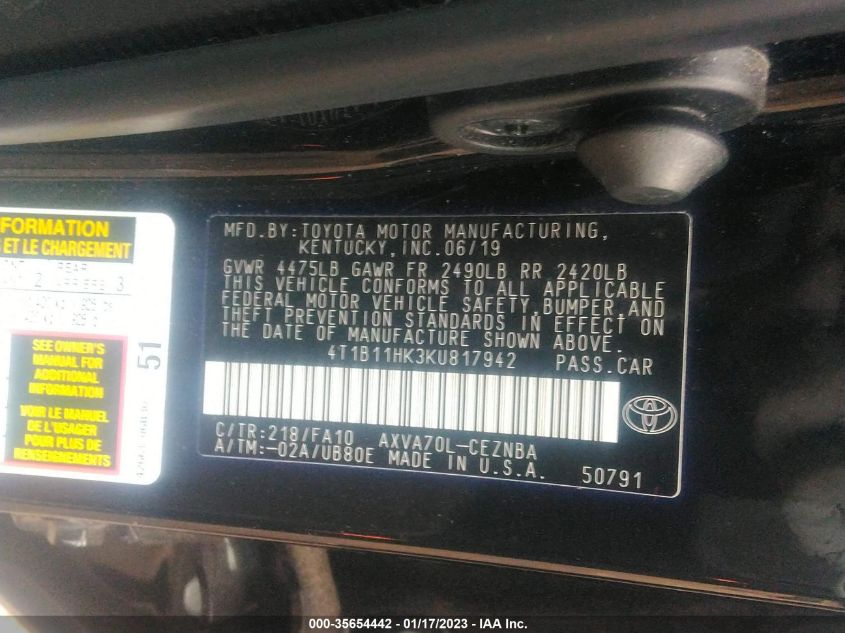 MFD.BY:TOYOTA MOTOR MANUFACTURING,
KENTUCKY,INC.06/19
GVWR 4475LB GAWR FR 2490LB RR 2420LB
THIS VEHICLE CONFORMS TO ALL APPLICABLE
FEDERAL MOTOR VEHICLE SAFETY,BUMPER,AND
THEFT PREVENTION STANDARDS IN EFFECT ON
THE DATE OF MANUFACTURE SHOWN ABOVE.
4T1B11HK3KU817942 PASS.CAR
C/TR:218/FA10 AXVA70L-CEZNBA
A/TM:-02A/UB80E MADE IN U.S.A.
50791
FORMATION
ET LE CHARGEMENT
REAR
2
3
51
SEE OWNER'S
MANUAL FOR
ADDITIONAL
INFORMATION
VOIR LE MANUEL
DE L'USAGER
POUR PLUS DE
RENSEIGNEMENTS
000-35654442 - 01/17/2023 - IAA Inc.